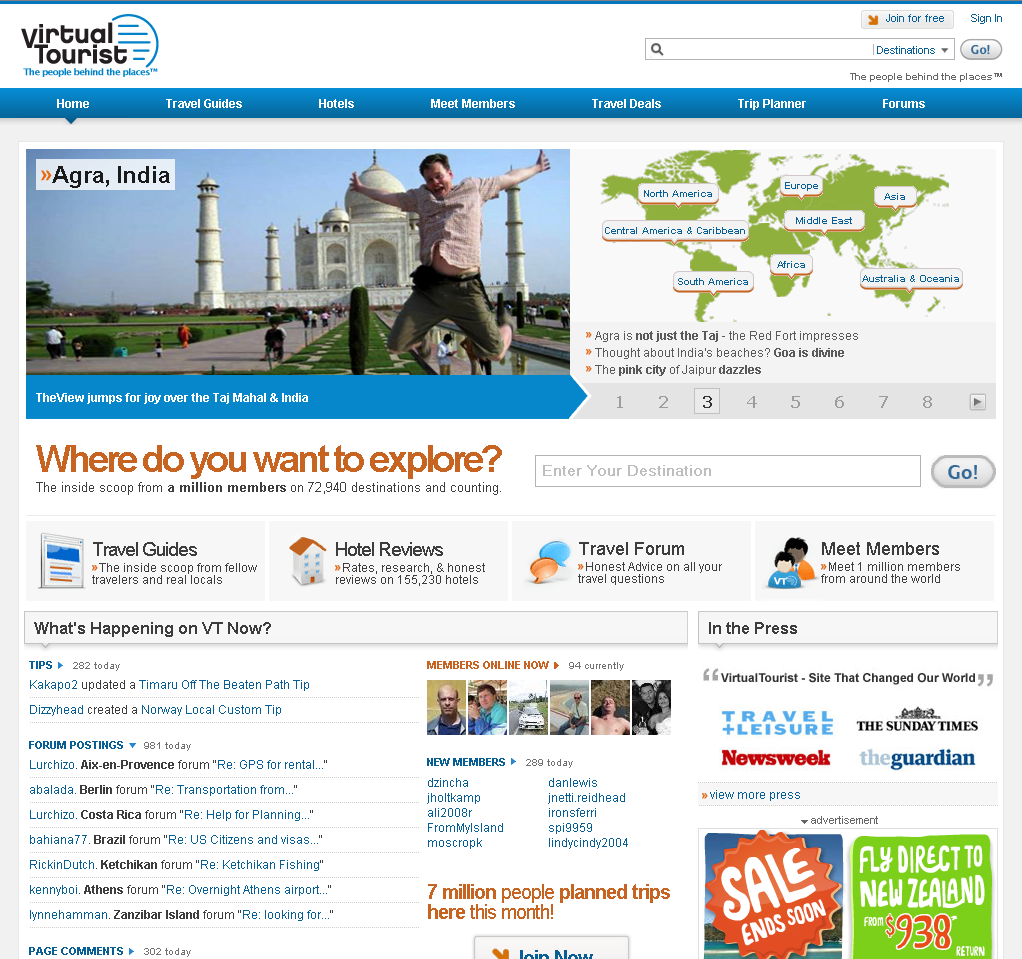 Join for free
Sign In
virtual
Tourist
The people behind the places™
Destinations
Go!
The people behind the places™
Home
Travel Guides
Hotels
Meet Members
Travel Deals
Trip Planner
Forums
»Agra, India
North America
Europe
Asia
Middle East
Central America & Caribbean
Africa
South America
Australia & Oceania
» Agra is not just the Taj - the Red Fort impresses
» Thought about India's beaches? Goa is divine
» The pink city of Jaipur dazzles
TheView jumps for joy over the Taj Mahal & India
1 2 3 4 5 6 7 8
Where do you want to explore?
The inside scoop from a million members on 72,940 destinations and counting.
Enter Your Destination
Go!
Travel Guides
»The inside scoop from fellow
travelers and real locals
Hotel Reviews
»Rates, research, & honest
reviews on 155,230 hotels
Travel Forum
»Honest Advice on all your
travel questions
VT
Meet Members
»Meet 1 million members
from around the world
What's Happening on VT Now?
TIPS 282 today
Kakapo2 updated a Timaru Off The Beaten Path Tip
Dizzyhead created a Norway Local Custom Tip
FORUM POSTINGS 981 today
Lurchizo. Aix-en-Provence forum "Re: GPS for rental..."
abalada. Berlin forum "Re: Transportation from..."
Lurchizo. Costa Rica forum "Re: Help for Planning..."
bahiana77. Brazil forum "Re: US Citizens and visas..."
RickinDutch. Ketchikan forum "Re: Ketchikan Fishing"
kennyboi. Athens forum "Re: Overnight Athens airport..."
lynnehamman. Zanzibar Island forum "Re: looking for..."
PAGE COMMENTS 302 today
MEMBERS ONLINE NOW 94 currently
NEW MEMBERS 289 today
dzincha danlewis
jholtkamp jnetti.reidhead
ali2008r ironsferri
FromMyIsland spi9959
moscropk lindycindy2004
7 million people planned trips
here this month!
Join Now
In the Press
“VirtualTourist - Site That Changed Our World”
TRAVEL
+LEISURE
THE SUNDAY TIMES
Newsweek
theguardian
»view more press
advertisement
SALE
ENDS SOON
FLY DIRECT TO
NEW ZEALAND
FROM $938
RETURN